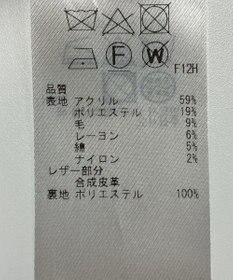 F W
F12H
品質
表地 アクリル 59%
ポリエステル 19%
毛 9%
レーヨン 6%
綿 5%
ナイロン 2%
レザー部分
合成皮革
裏地 ポリエステル 100%